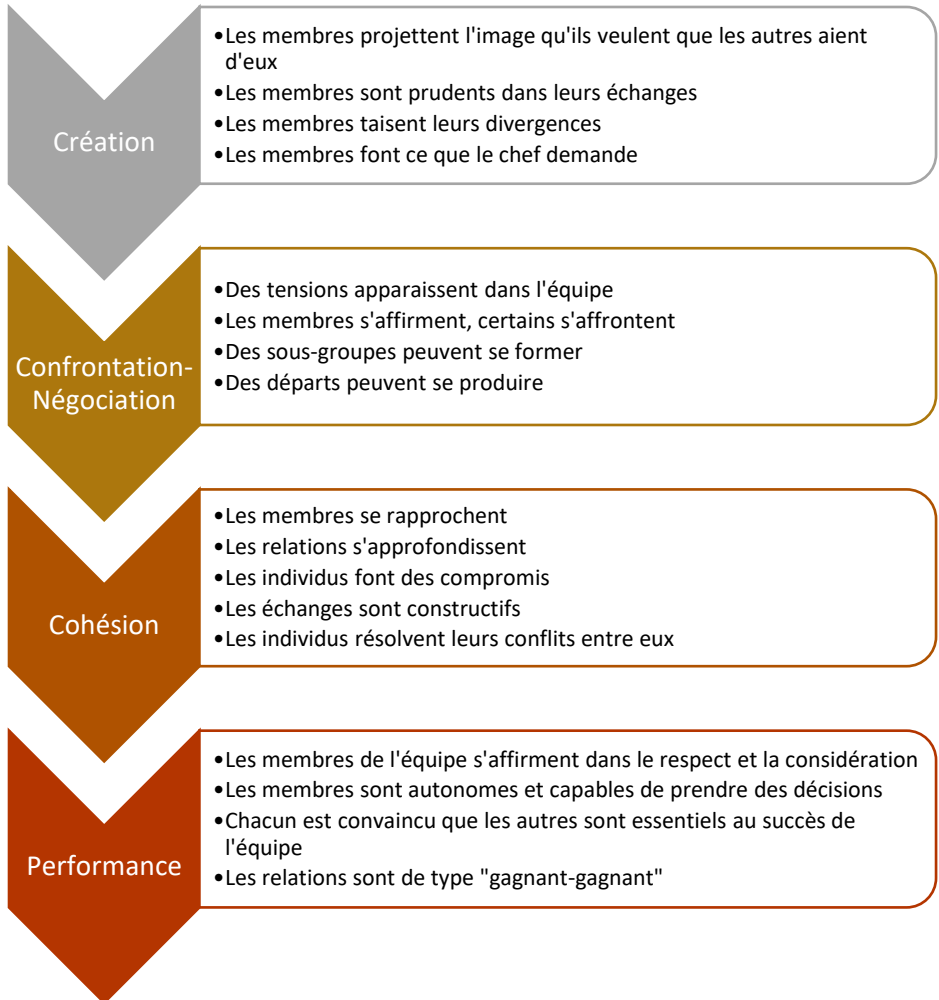 Création
•Les membres projettent l'image qu'ils veulent que les autres aient
d'eux
•Les membres sont prudents dans leurs échanges
•Les membres taisent leurs divergences
•Les membres font ce que le chef demande
Confrontation-
Négociation
•Des tensions apparaissent dans l'équipe
•Les membres s'affirment, certains s'affrontent
•Des sous-groupes peuvent se former
•Des départs peuvent se produire
Cohésion
•Les membres se rapprochent
•Les relations s'approfondissent
•Les individus font des compromis
•Les échanges sont constructifs
•Les individus résolvent leurs conflits entre eux
Performance
•Les membres de l'équipe s'affirment dans le respect et la considération
•Les membres sont autonomes et capables de prendre des décisions
•Chacun est convaincu que les autres sont essentiels au succès de
l'équipe
•Les relations sont de type "gagnant-gagnant"